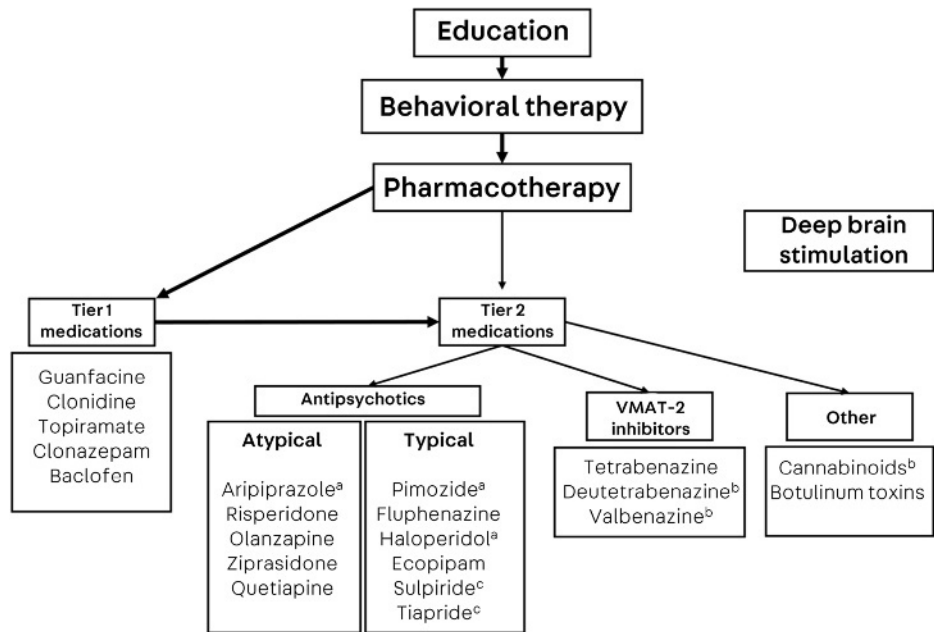 Education
Behavioral therapy
Pharmacotherapy
Deep brain
stimulation
Tier 1
medications
Guanfacine
Clonidine
Topiramate
Clonazepam
Baclofen
Tier 2
medications
Antipsychotics
Atypical
Aripiprazoleᵃ
Risperidone
Olanzapine
Ziprasidone
Quetiapine
Typical
Pimozideᵃ
Fluphenazine
Haloperidolᵃ
Ecopipam
Sulpirideᶜ
Tiaprideᶜ
VMAT-2
inhibitors
Tetrabenazine
Deutetrabenazineᵇ
Valbenazineᵇ
Other
Cannabinoidsᵇ
Botulinum toxins